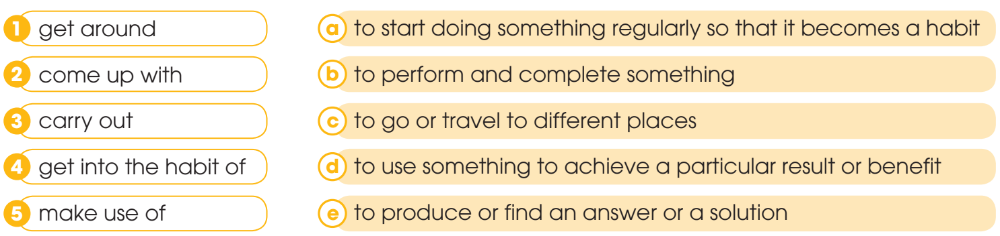 1 get around
a to start doing something regularly so that it becomes a habit
2 come up with
b to perform and complete something
3 carry out
c to go or travel to different places
4 get into the habit of
d to use something to achieve a particular result or benefit
5 make use of
e to produce or find an answer or a solution